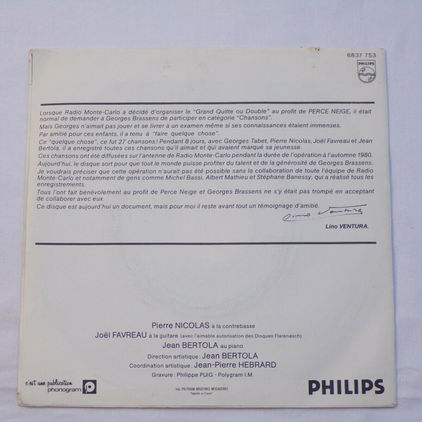 6837 753
PHILIPS
Lorsque Radio Monte-Carlo a décidé d'organiser le "Grand Quitte ou Double" au profit de PERCE NEIGE, il était
normal de demander à Georges Brassens de participer en catégorie "Chansons".
Mais Georges n'aimait pas jouer et se livrer à un examen même si ses connaissances étaient immenses.
Par amitié pour ces enfants, il a tenu à "faire quelque chose".
Ce "quelque chose", ce fut 27 chansons ! Pendant 8 jours, avec Georges Tabet, Pierre Nicolas, Joël Favreau et Jean
Bertola, il a enregistré toutes ces chansons qu'il aimait et qui avaient marqué sa jeunesse.
Ces chansons ont été diffusées sur l'antenne de Radio Monte-Carlo pendant la durée de l'opération à l'automne 1980.
Aujourd'hui, le disque sort pour que tout le monde puisse profiter du talent et de la générosité de Georges Brassens.
Je voudrais préciser que cette opération n'aurait pas été possible sans la collaboration de toute l'équipe de Radio
Monte-Carlo et notamment de gens comme Michel Bassi, Albert Mathieu et Stéphane Banessy, qui a réalisé tous les
enregistrements.
Tous l'ont fait bénévolement au profit de Perce Neige et Georges Brassens ne s'y était pas trompé en acceptant
de collaborer avec eux.
Ce disque est aujourd'hui un document, mais pour moi il reste avant tout un témoignage d'amitié.
Lino Ventura
Lino VENTURA.
Pierre NICOLAS à la contrebasse
Joël FAVREAU à la guitare (avec l'aimable autorisation des Disques Flarenasch)
Jean BERTOLA au piano
Direction artistique : Jean BERTOLA
Coordination artistique : Jean-Pierre HEBRARD
Gravure : Philippe PUIG - Polygram I.M.
c'est une publication
phonogram
PHILIPS